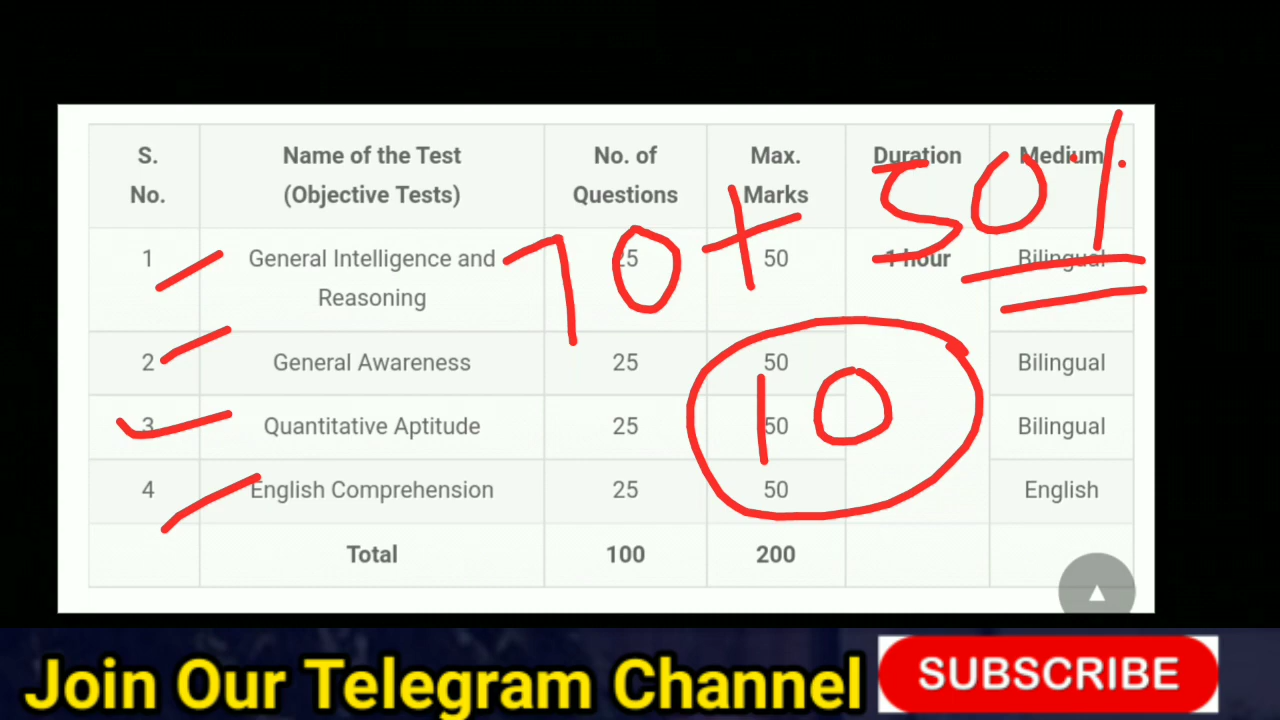 S. No. Name of the Test (Objective Tests) No. of Questions Max. Marks Duration Medium
50%
1 General Intelligence and Reasoning 25 50 1 hour Bilingual
70+
2 General Awareness 25 50 Bilingual
10
3 Quantitative Aptitude 25 50 Bilingual
4 English Comprehension 25 50 English
Total 100 200
Join Our Telegram Channel SUBSCRIBE